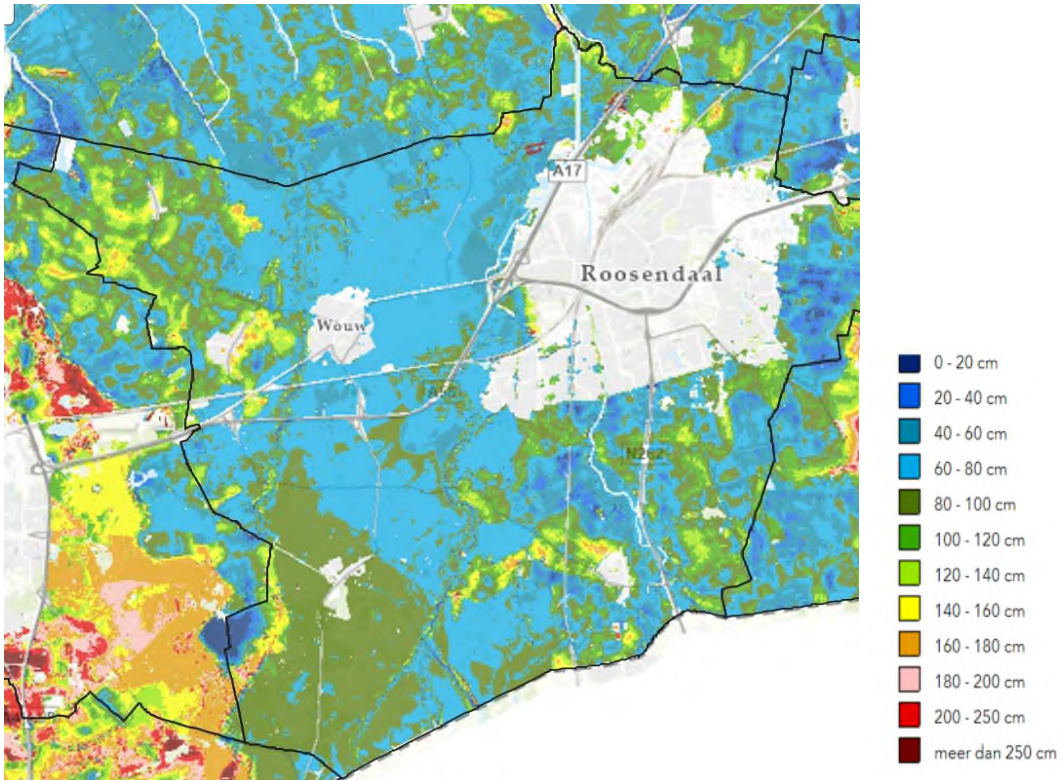 A17
Roosendaal
Wouw
N262
0 - 20 cm
20 - 40 cm
40 - 60 cm
60 - 80 cm
80 - 100 cm
100 - 120 cm
120 - 140 cm
140 - 160 cm
160 - 180 cm
180 - 200 cm
200 - 250 cm
meer dan 250 cm